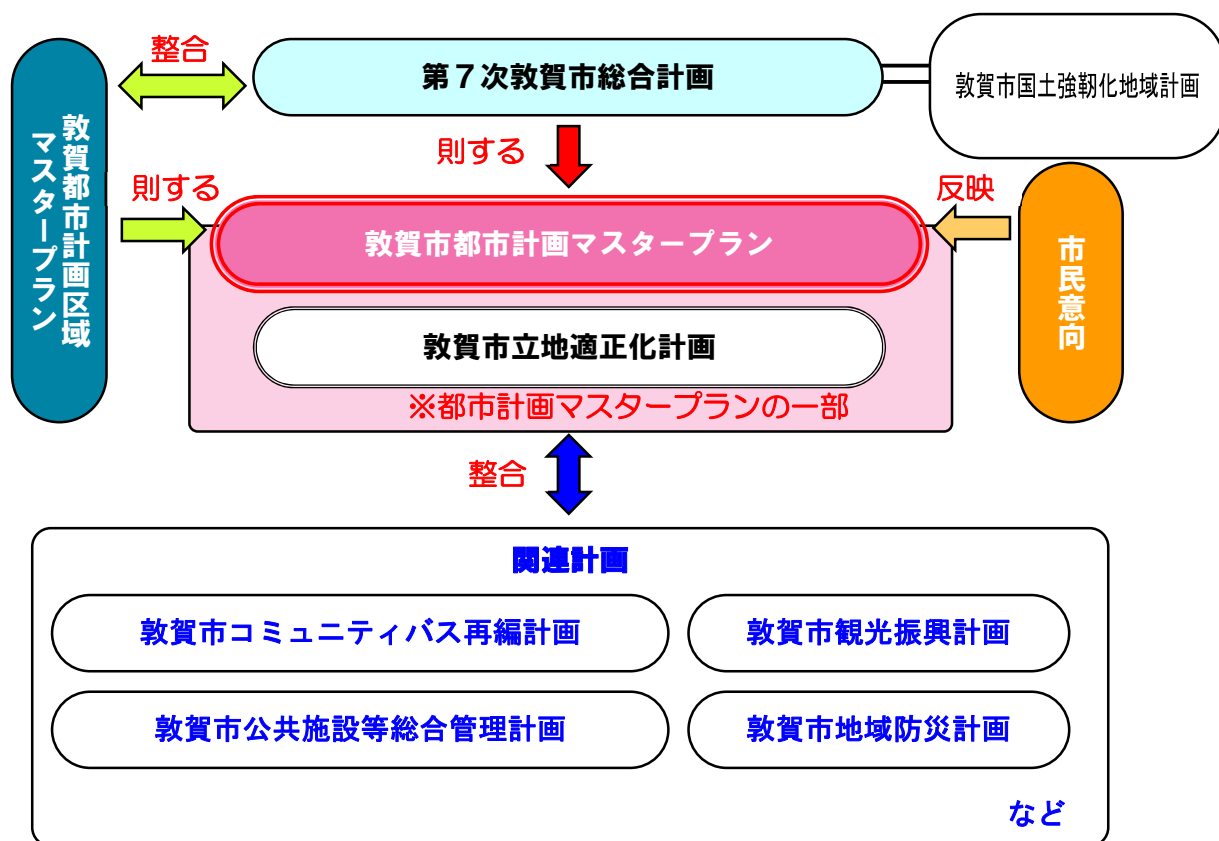 整合
第７次敦賀市総合計画
敦賀市国土強靭化地域計画
敦賀都市計画区域
マスタープラン
則する
則する
反映
敦賀市都市計画マスタープラン
市民意向
敦賀市立地適正化計画
※都市計画マスタープランの一部
整合
関連計画
敦賀市コミュニティバス再編計画
敦賀市観光振興計画
敦賀市公共施設等総合管理計画
敦賀市地域防災計画
など